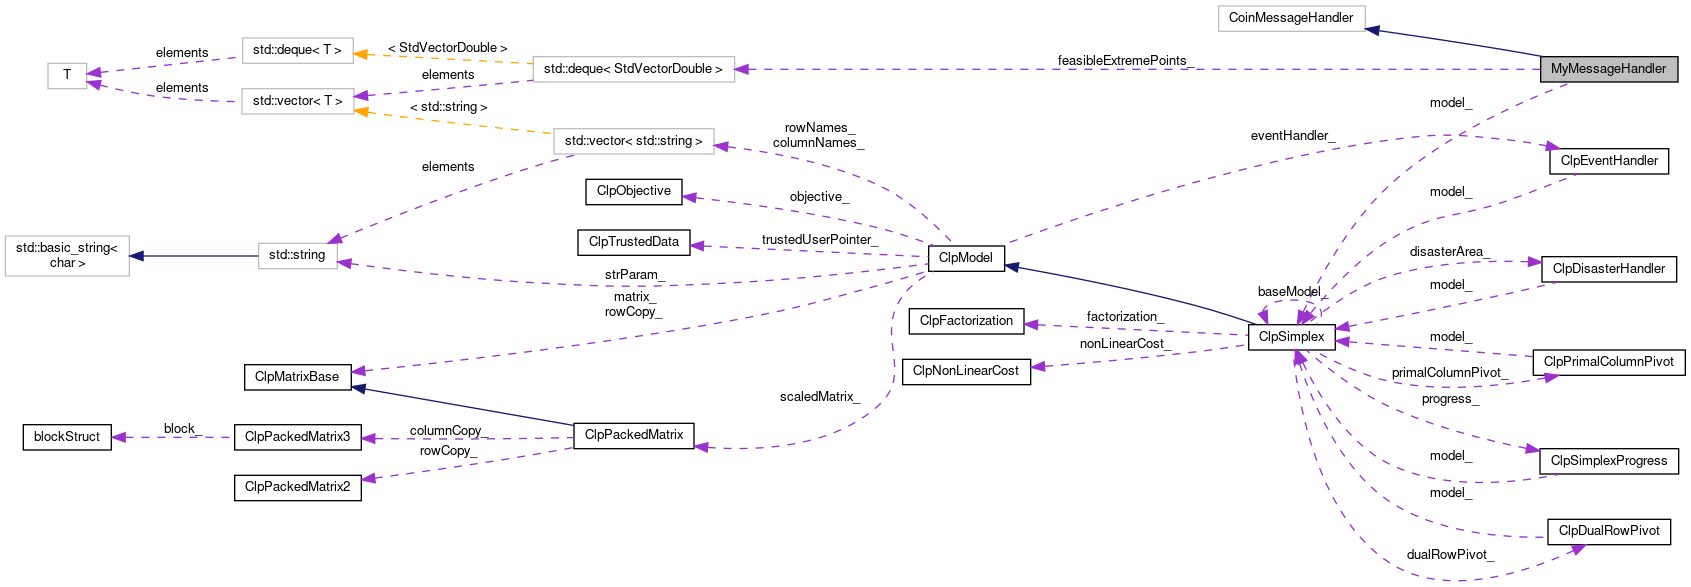 CoinMessageHandler
std::deque< T >
< StdVectorDouble >
elements
T
std::deque< StdVectorDouble >
feasibleExtremePoints_
MyMessageHandler
elements
elements
std::vector< T >
< std::string >
model_
rowNames_
columnNames_
std::vector< std::string >
eventHandler_
ClpEventHandler
elements
ClpObjective
objective_
model_
std::basic_string<
char >
std::string
ClpTrustedData
trustedUserPointer_
ClpModel
disasterArea_
ClpDisasterHandler
strParam_
model_
matrix_
rowCopy_
baseModel_
ClpFactorization
factorization_
ClpSimplex
model_
nonLinearCost_
ClpPrimalColumnPivot
ClpMatrixBase
ClpNonLinearCost
primalColumnPivot_
scaledMatrix_
progress_
blockStruct
block_
ClpPackedMatrix3
columnCopy_
ClpPackedMatrix
rowCopy_
model_
ClpSimplexProgress
ClpPackedMatrix2
model_
ClpDualRowPivot
dualRowPivot_